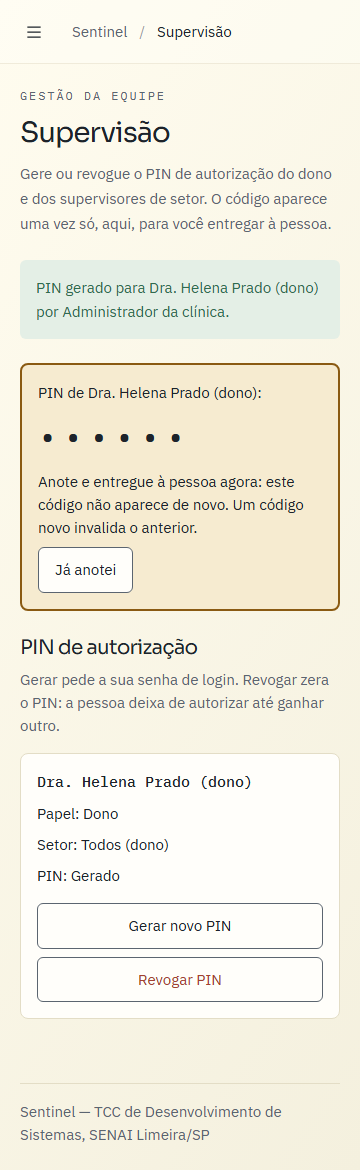 Sentinel / Supervisão
GESTÃO DA EQUIPE
Supervisão
Gere ou revogue o PIN de autorização do dono
e dos supervisores de setor. O código aparece
uma vez só, aqui, para você entregar à pessoa.
PIN gerado para Dra. Helena Prado (dono)
por Administrador da clínica.
PIN de Dra. Helena Prado (dono):
• • • • • •
Anote e entregue à pessoa agora: este
código não aparece de novo. Um código
novo invalida o anterior.
Já anotei
PIN de autorização
Gerar pede a sua senha de login. Revogar zera
o PIN: a pessoa deixa de autorizar até ganhar
outro.
Dra. Helena Prado (dono)
Papel: Dono
Setor: Todos (dono)
PIN: Gerado
Gerar novo PIN
Revogar PIN
Sentinel — TCC de Desenvolvimento de
Sistemas, SENAI Limeira/SP